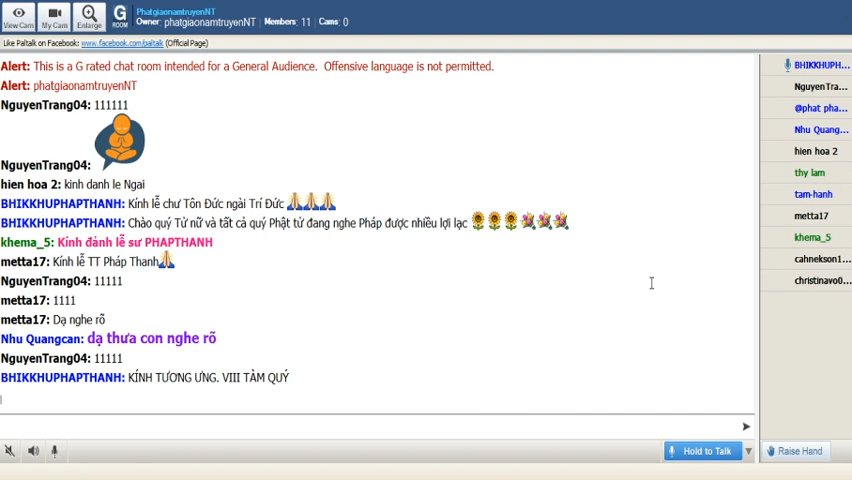 PhatgiaonamtruyenNT
Owner: phatgiaonamtruyenNT Members: 11 Cams: 0
View Cam My Cam Enlarge G ROOM
Like Paltalk on Facebook: www.facebook.com/paltalk (Official Page)
Alert: This is a G rated chat room intended for a General Audience. Offensive language is not permitted.
Alert: phatgiaonamtruyenNT
NguyenTrang04: 111111
NguyenTrang04:
hien hoa 2: kinh danh le Ngai
BHIKKHUPHAPTHANH: Kính lễ chư Tôn Đức ngài Trí Đức
BHIKKHUPHAPTHANH: Chào quý Tử nữ và tất cả quý Phật tử đang nghe Pháp được nhiều lợi lạc
khema_5: Kính đảnh lễ sư PHAPTHANH
metta17: Kính lễ TT Pháp Thanh
NguyenTrang04: 11111
metta17: 1111
metta17: Dạ nghe rõ
Nhu Quangcan: dạ thưa con nghe rõ
NguyenTrang04: 11111
BHIKKHUPHAPTHANH: KÍNH TƯƠNG ƯNG. VIII TÀM QUÝ
BHIKKHUPH...
NguyenTra...
@phat pha...
Nhu Quang...
hien hoa 2
thy lam
tam-hanh
metta17
khema_5
cahnekson1...
christinavo0...
Hold to Talk
Raise Hand